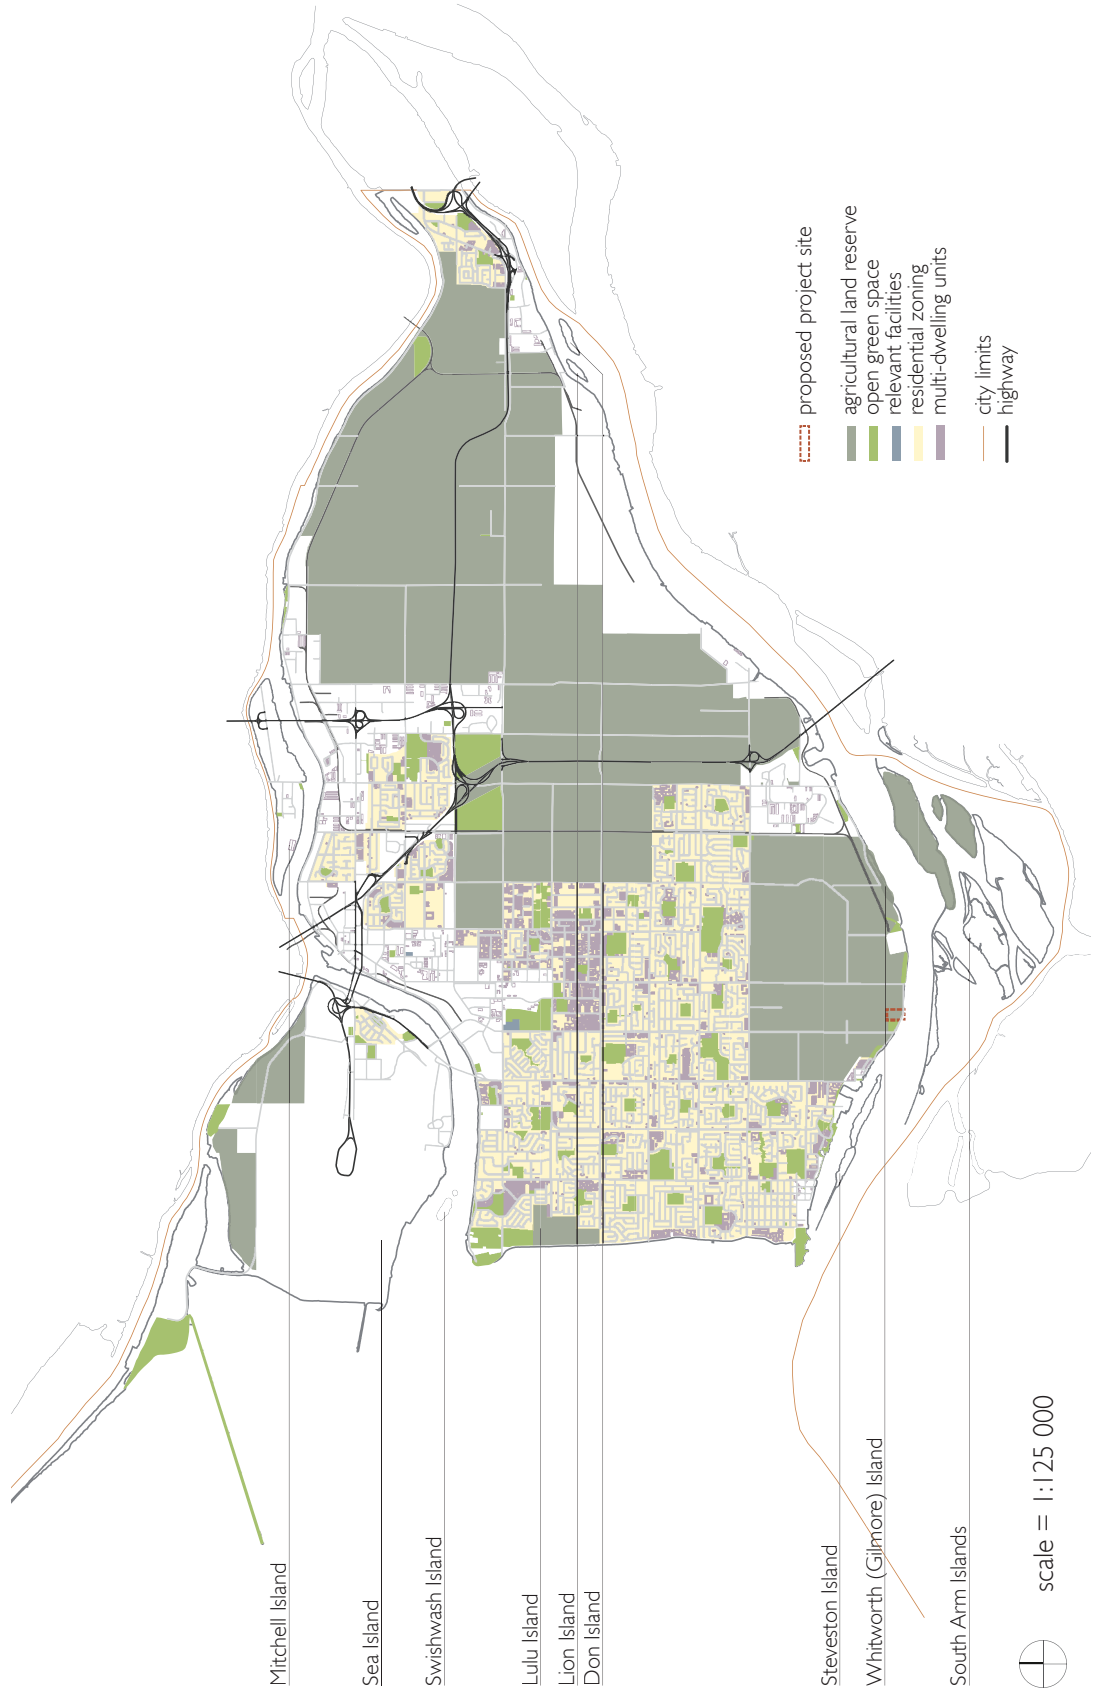 proposed project site
agricultural land reserve
open green space
relevant facilities
residential zoning
multi-dwelling units
city limits
highway
Mitchell Island
Sea Island
Swishwash Island
Lulu Island
Lion Island
Don Island
Steveston Island
Whitworth (Gilmore) Island
South Arm Islands
scale = 1:125 000